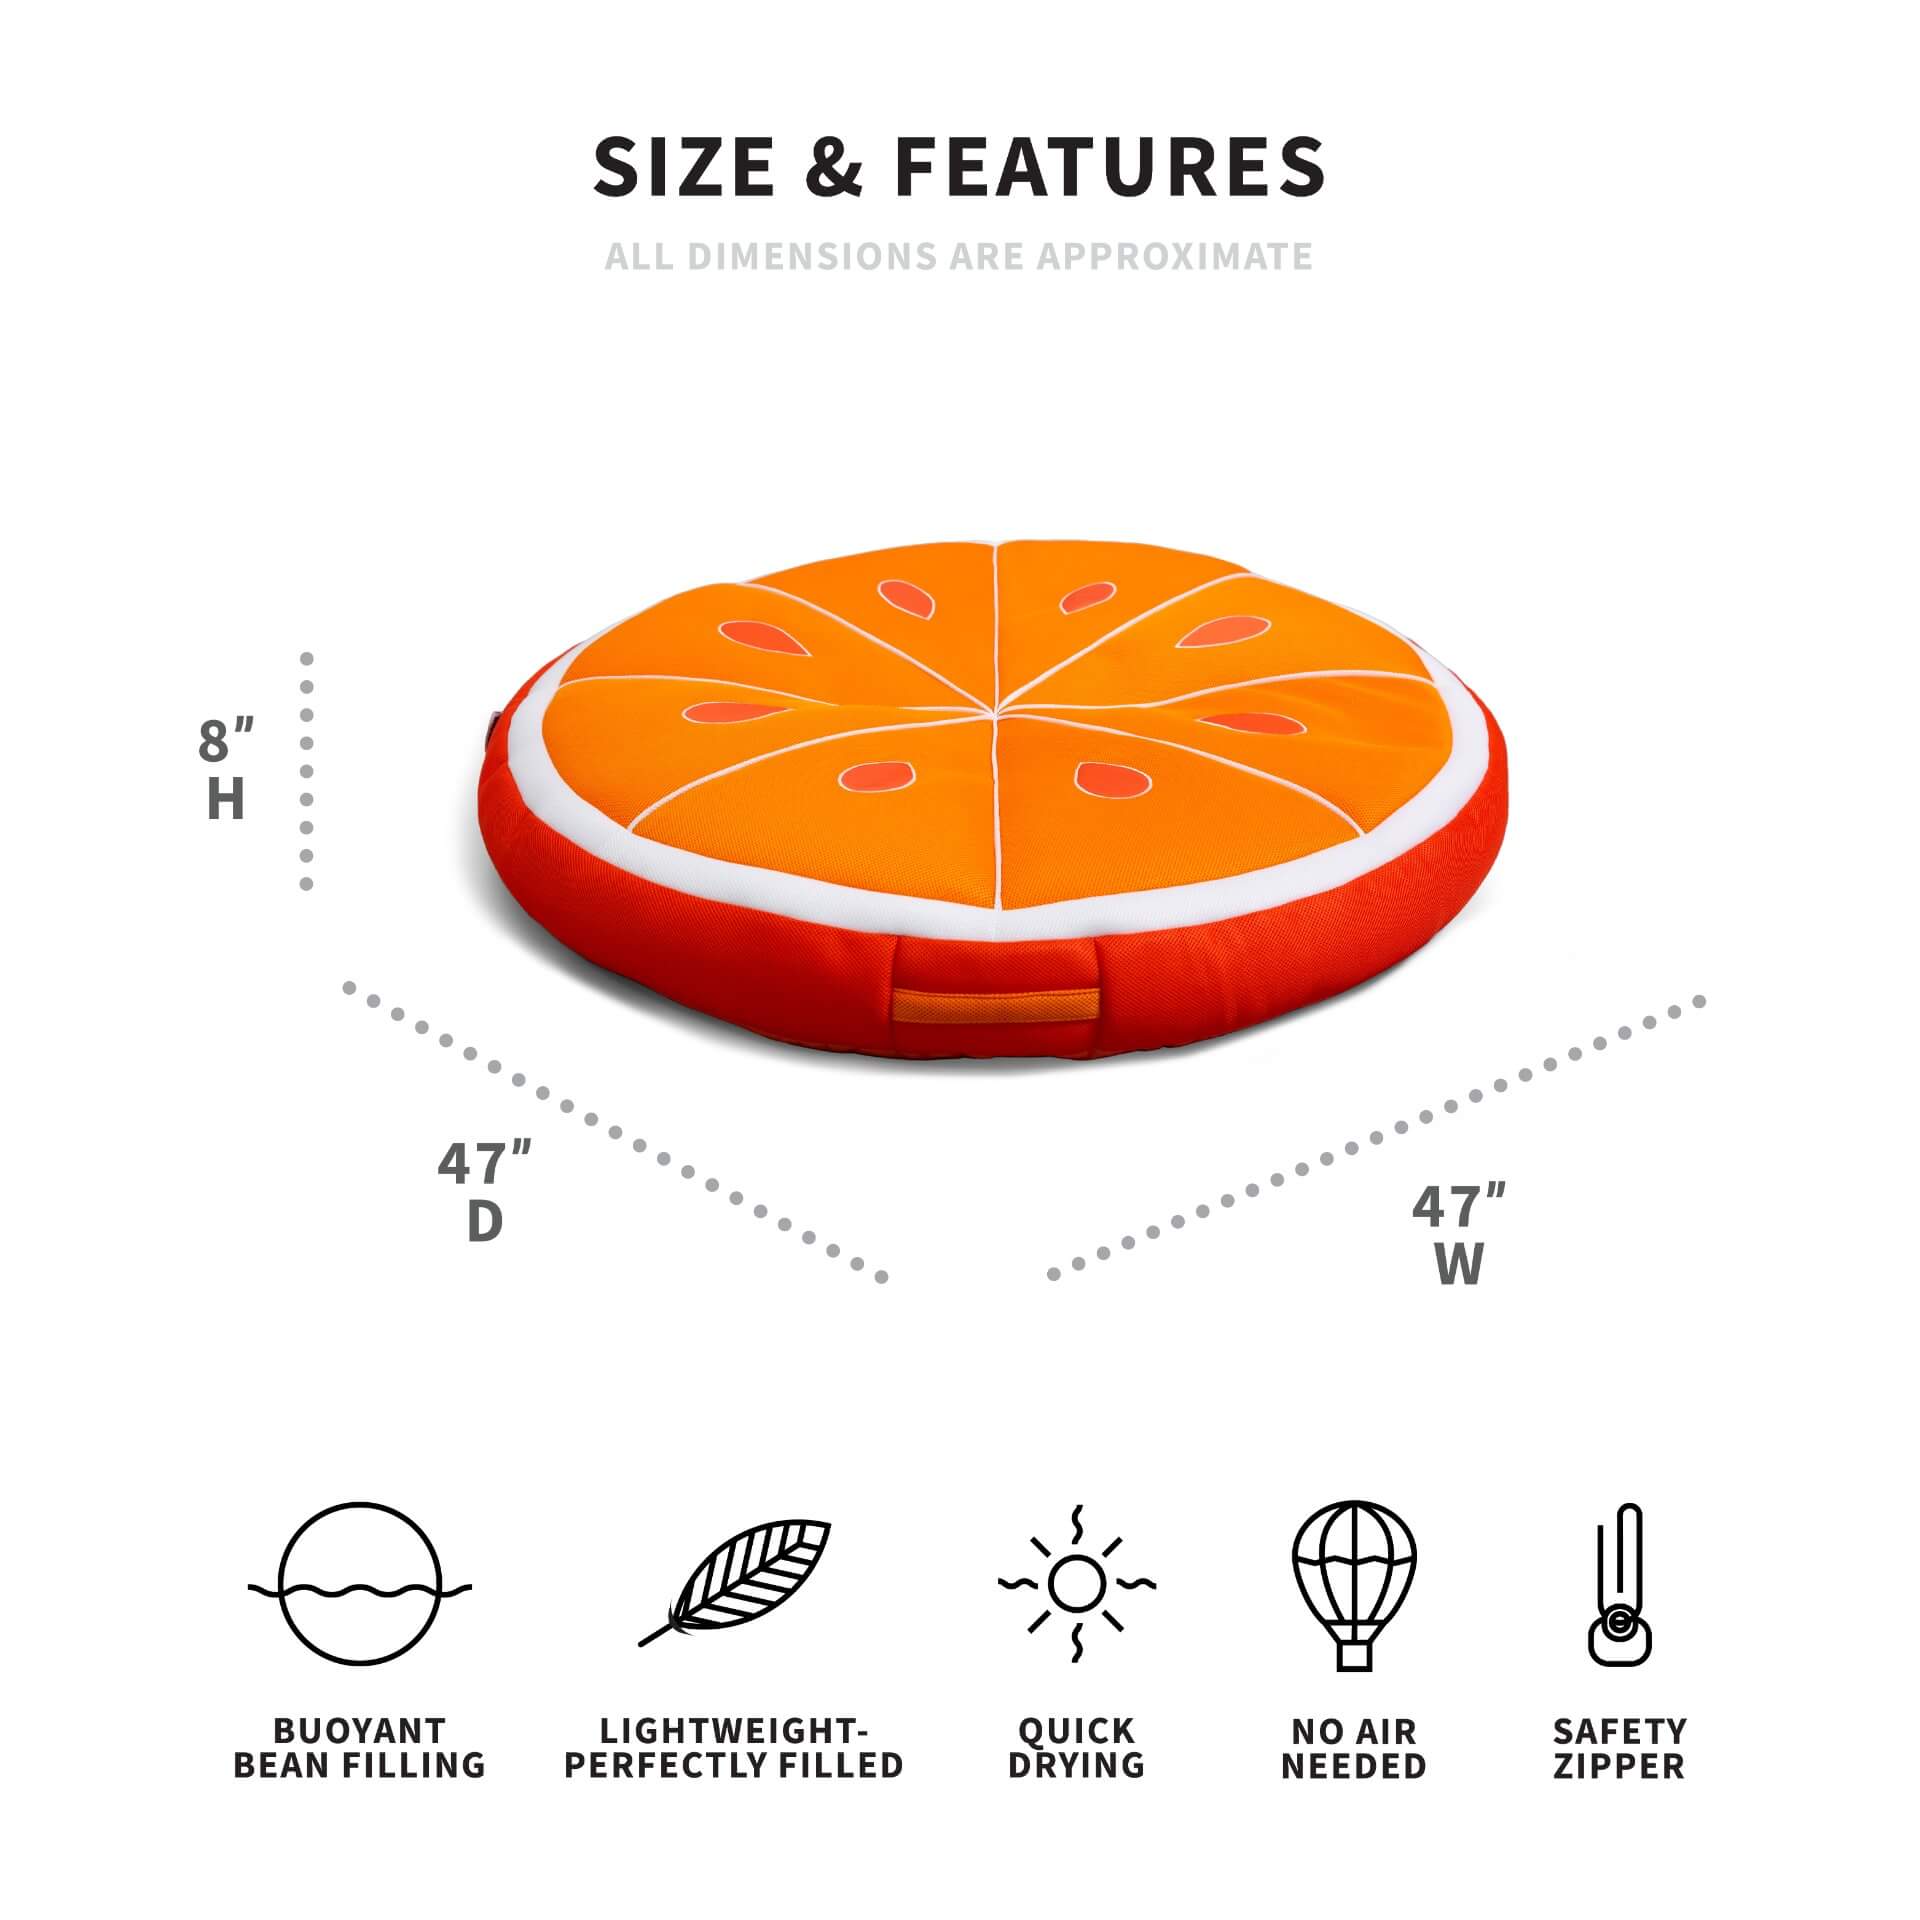 SIZE & FEATURES
ALL DIMENSIONS ARE APPROXIMATE
8"
H
47"
D
47"
W
BUOYANT
BEAN FILLING
LIGHTWEIGHT-
PERFECTLY FILLED
QUICK
DRYING
NO AIR
NEEDED
SAFETY
ZIPPER